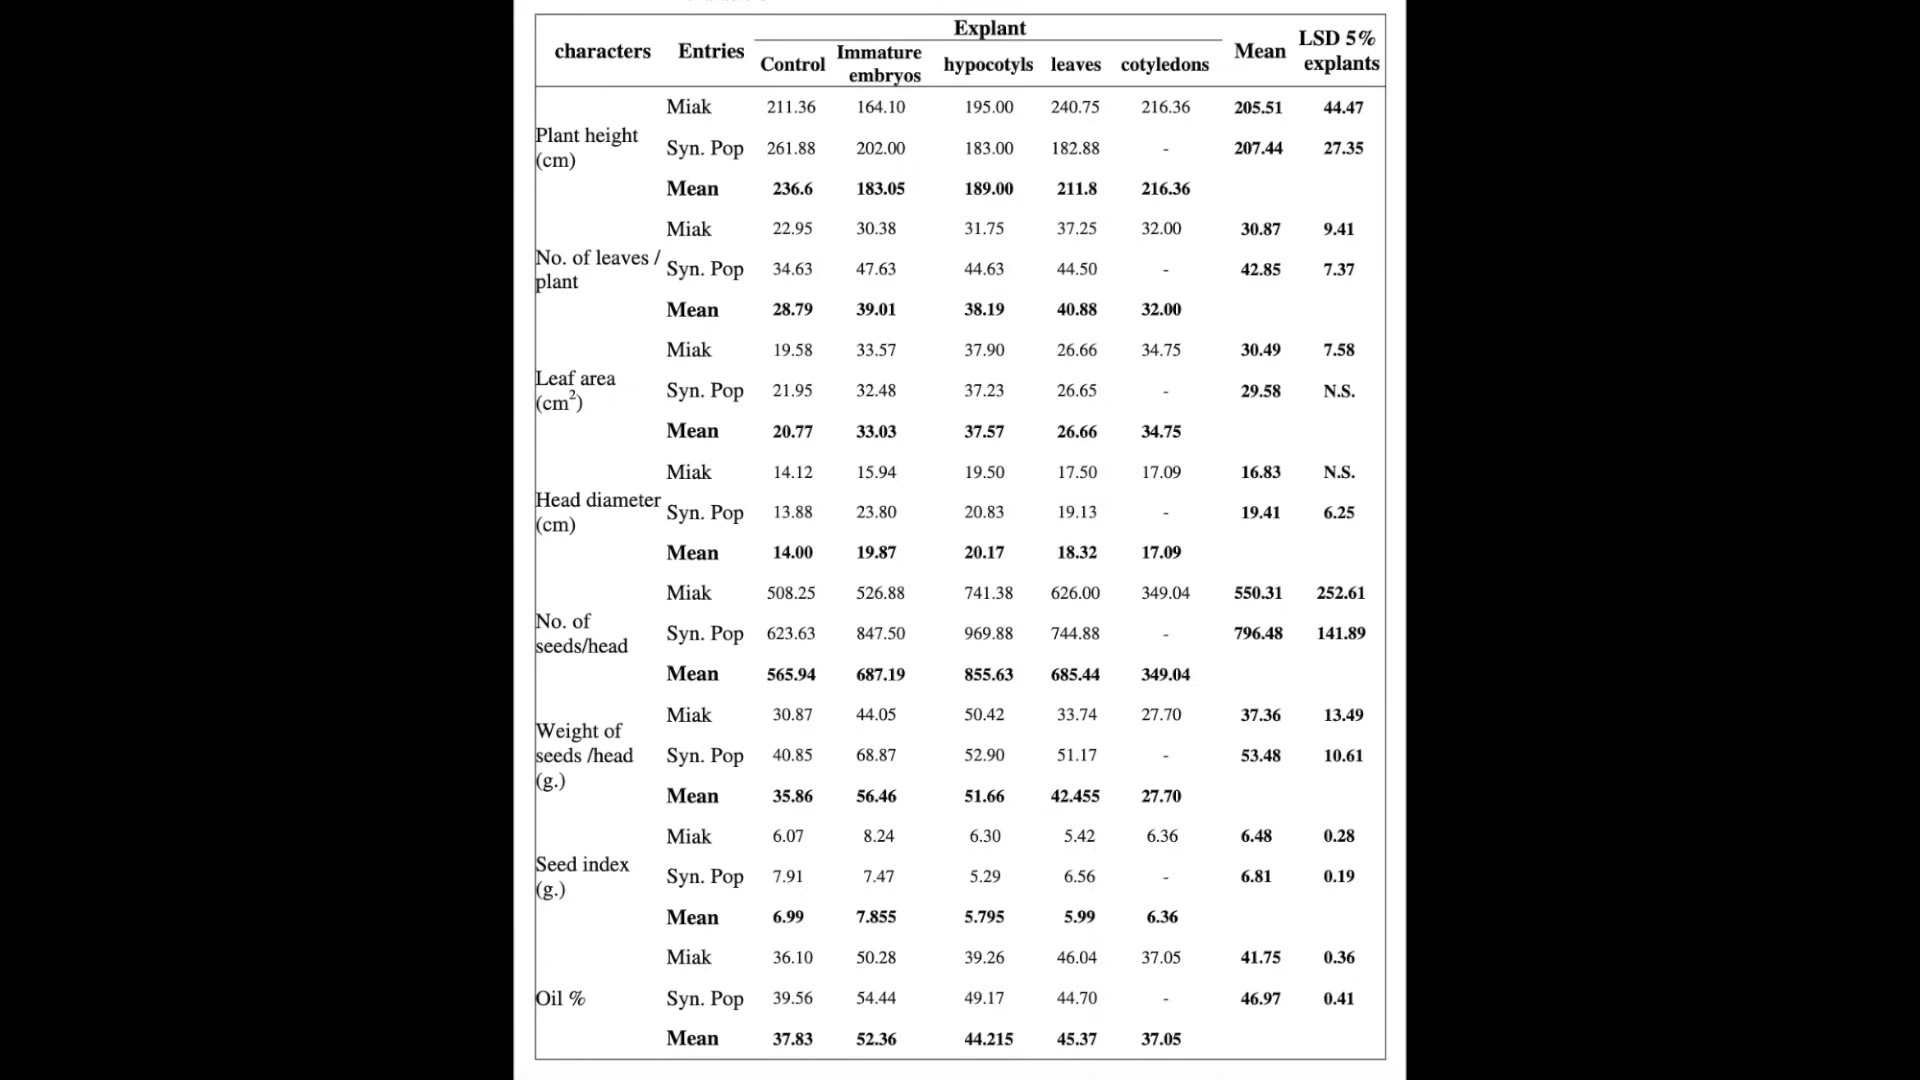 Explant
characters Entries Mean LSD 5% explants
Control Immature embryos hypocotyls leaves cotyledons
Miak 211.36 164.10 195.00 240.75 216.36 205.51 44.47
Plant height (cm) Syn. Pop 261.88 202.00 183.00 182.88 - 207.44 27.35
Mean 236.6 183.05 189.00 211.8 216.36
Miak 22.95 30.38 31.75 37.25 32.00 30.87 9.41
No. of leaves / plant Syn. Pop 34.63 47.63 44.63 44.50 - 42.85 7.37
Mean 28.79 39.01 38.19 40.88 32.00
Miak 19.58 33.57 37.90 26.66 34.75 30.49 7.58
Leaf area (cm²) Syn. Pop 21.95 32.48 37.23 26.65 - 29.58 N.S.
Mean 20.77 33.03 37.57 26.66 34.75
Miak 14.12 15.94 19.50 17.50 17.09 16.83 N.S.
Head diameter (cm) Syn. Pop 13.88 23.80 20.83 19.13 - 19.41 6.25
Mean 14.00 19.87 20.17 18.32 17.09
Miak 508.25 526.88 741.38 626.00 349.04 550.31 252.61
No. of seeds/head Syn. Pop 623.63 847.50 969.88 744.88 - 796.48 141.89
Mean 565.94 687.19 855.63 685.44 349.04
Miak 30.87 44.05 50.42 33.74 27.70 37.36 13.49
Weight of seeds /head (g.) Syn. Pop 40.85 68.87 52.90 51.17 - 53.48 10.61
Mean 35.86 56.46 51.66 42.455 27.70
Miak 6.07 8.24 6.30 5.42 6.36 6.48 0.28
Seed index (g.) Syn. Pop 7.91 7.47 5.29 6.56 - 6.81 0.19
Mean 6.99 7.855 5.795 5.99 6.36
Miak 36.10 50.28 39.26 46.04 37.05 41.75 0.36
Oil % Syn. Pop 39.56 54.44 49.17 44.70 - 46.97 0.41
Mean 37.83 52.36 44.215 45.37 37.05